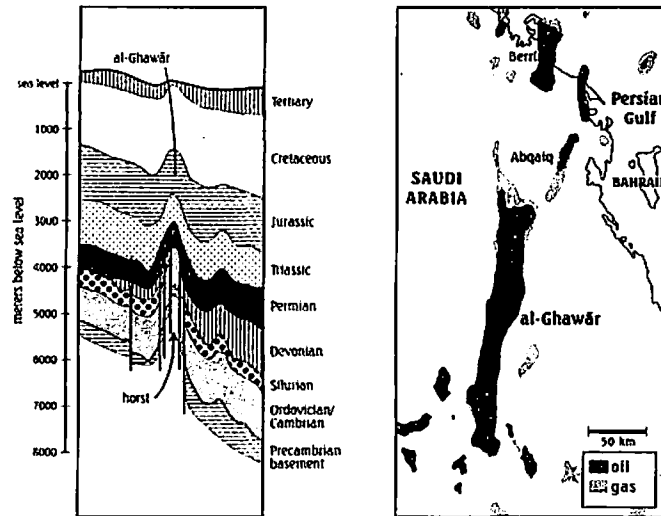 al-Ghawār
sea level
1000
2000
3000
4000
5000
6000
7000
8000
meters below sea level
Tertiary
Cretaceous
Jurassic
Triassic
Permian
Devonian
Silurian
Ordovician/
Cambrian
Precambrian
basement
horst
Berri
Persian
Gulf
Abqaiq
BAHRAIN
SAUDI
ARABIA
al-Ghawār
50 km
oil
gas